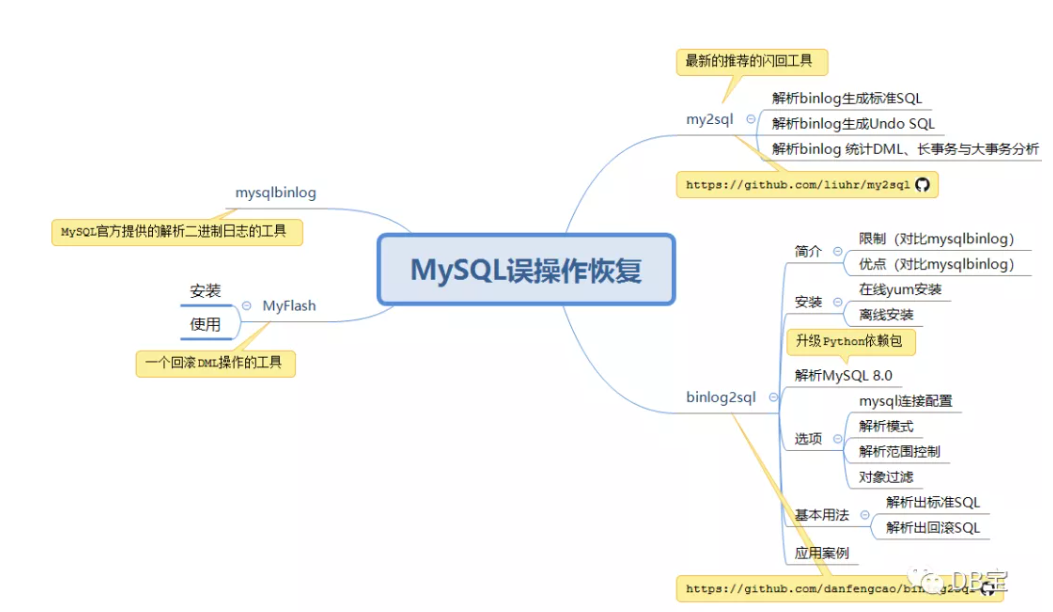 最新的推荐的闪回工具
my2sql
解析binlog生成标准SQL
解析binlog生成Undo SQL
解析binlog 统计DML、长事务与大事务分析
https://github.com/liuhr/my2sql
mysqlbinlog
MySQL官方提供的解析二进制日志的工具
MySQL误操作恢复
安装
使用
MyFlash
一个回滚DML操作的工具
binlog2sql
简介
限制（对比mysqlbinlog）
优点（对比mysqlbinlog）
安装
在线yum安装
离线安装
升级Python依赖包
解析MySQL 8.0
选项
mysql连接配置
解析模式
解析范围控制
对象过滤
基本用法
解析出标准SQL
解析出回滚SQL
应用案例
https://github.com/danfengcao/binlog2sql
DB宝